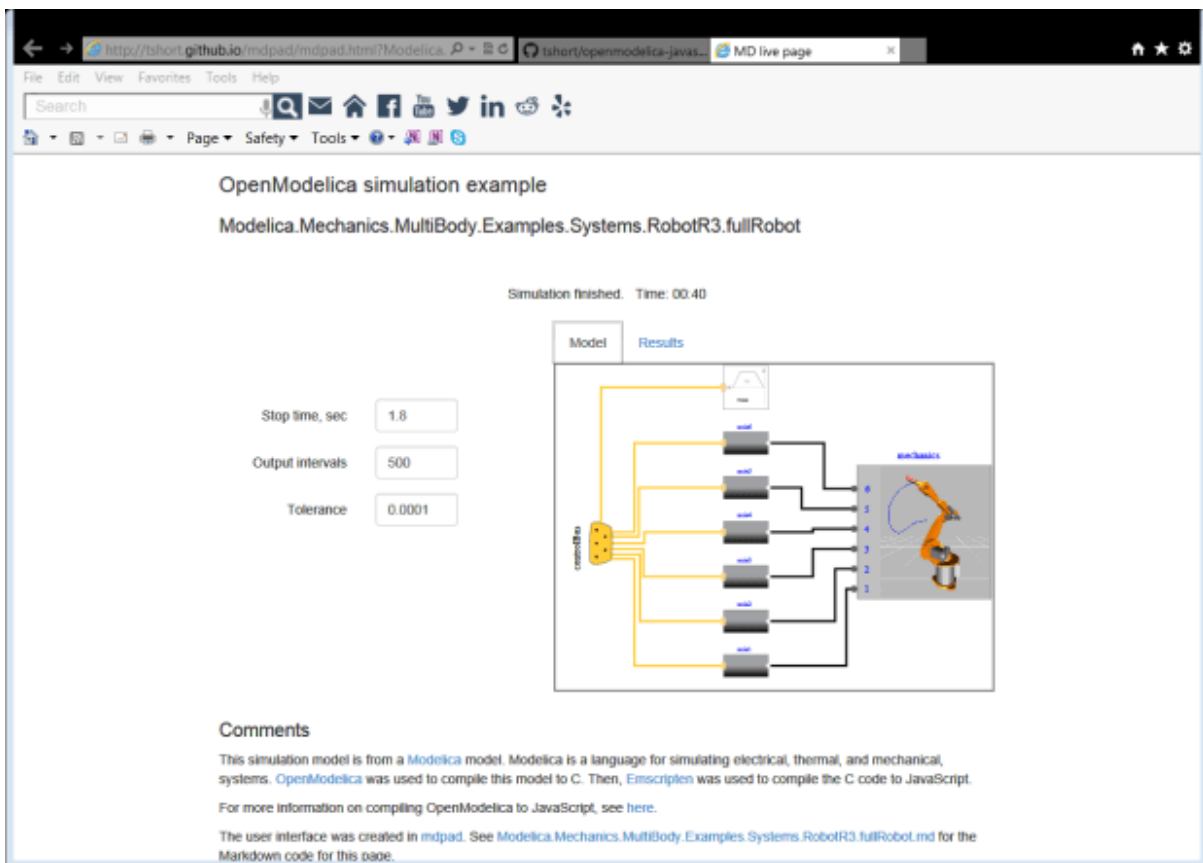 http://tshort.github.io/mdpad/mdpad.html?Modelica.
tshort/openmodelica-javas...
MD live page
File Edit View Favorites Tools Help
Search
You Tube
in
Page Safety Tools
OpenModelica simulation example
Modelica.Mechanics.MultiBody.Examples.Systems.RobotR3.fullRobot
Simulation finished. Time: 00:40
Model Results
Stop time, sec 1.8
Output intervals 500
Tolerance 0.0001
controlBus
mechanics
6
5
4
3
2
1
Comments
This simulation model is from a Modelica model. Modelica is a language for simulating electrical, thermal, and mechanical,
systems. OpenModelica was used to compile this model to C. Then, Emscripten was used to compile the C code to JavaScript.
For more information on compiling OpenModelica to JavaScript, see here.
The user interface was created in mdpad. See Modelica.Mechanics.MultiBody.Examples.Systems.RobotR3.fullRobot.md for the
Markdown code for this page.